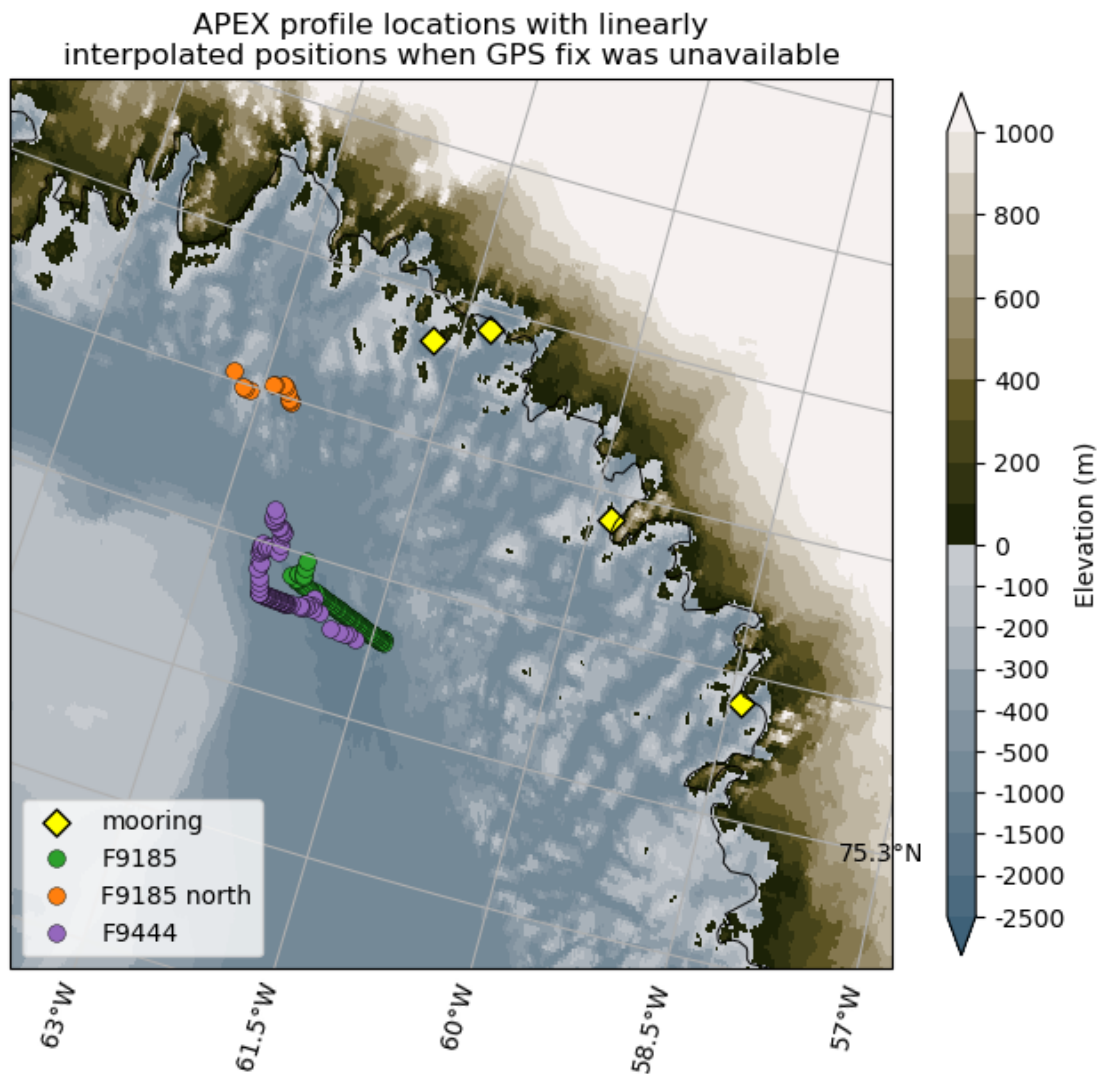 APEX profile locations with linearly
interpolated positions when GPS fix was unavailable
1000
800
600
400
200
0
-100
-200
-300
-400
-500
-1000
-1500
-2000
-2500
Elevation (m)
mooring
F9185
F9185 north
F9444
75.3°N
63°W
61.5°W
60°W
58.5°W
57°W